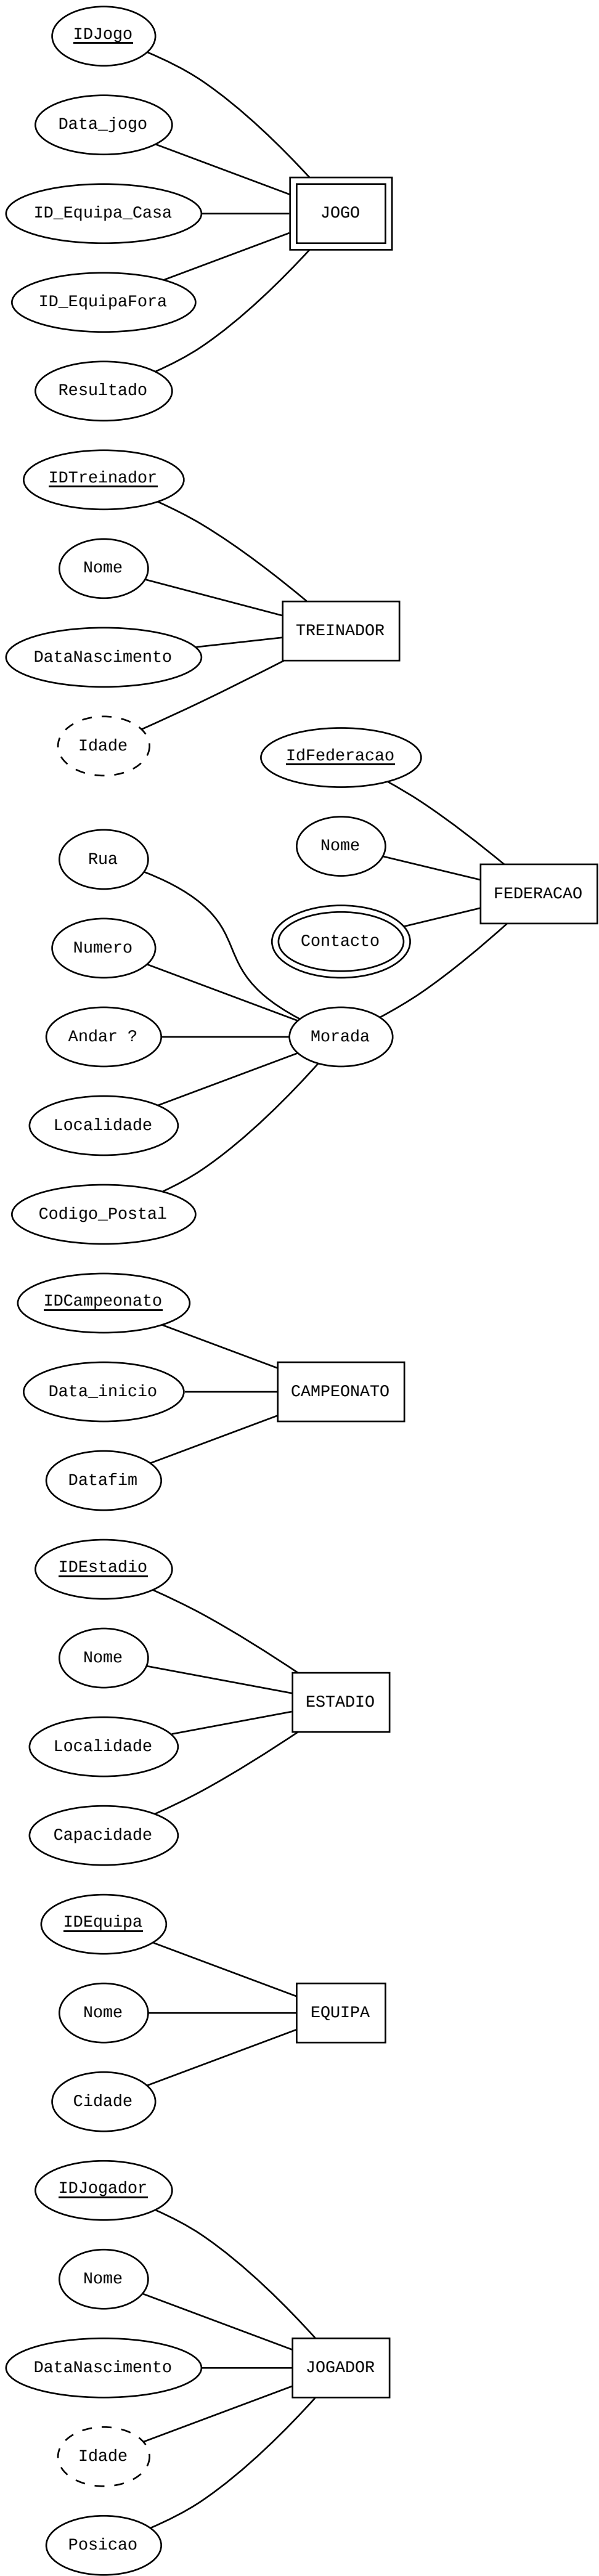 IDJogo
Data_jogo
ID_Equipa_Casa
JOGO
ID_EquipaFora
Resultado
IDTreinador
Nome
TREINADOR
DataNascimento
Idade
IdFederacao
Nome
Rua
FEDERACAO
Contacto
Numero
Andar ?
Morada
Localidade
Codigo_Postal
IDCampeonato
Data_inicio
CAMPEONATO
Datafim
IDEstadio
Nome
ESTADIO
Localidade
Capacidade
IDEquipa
Nome
EQUIPA
Cidade
IDJogador
Nome
DataNascimento
JOGADOR
Idade
Posicao